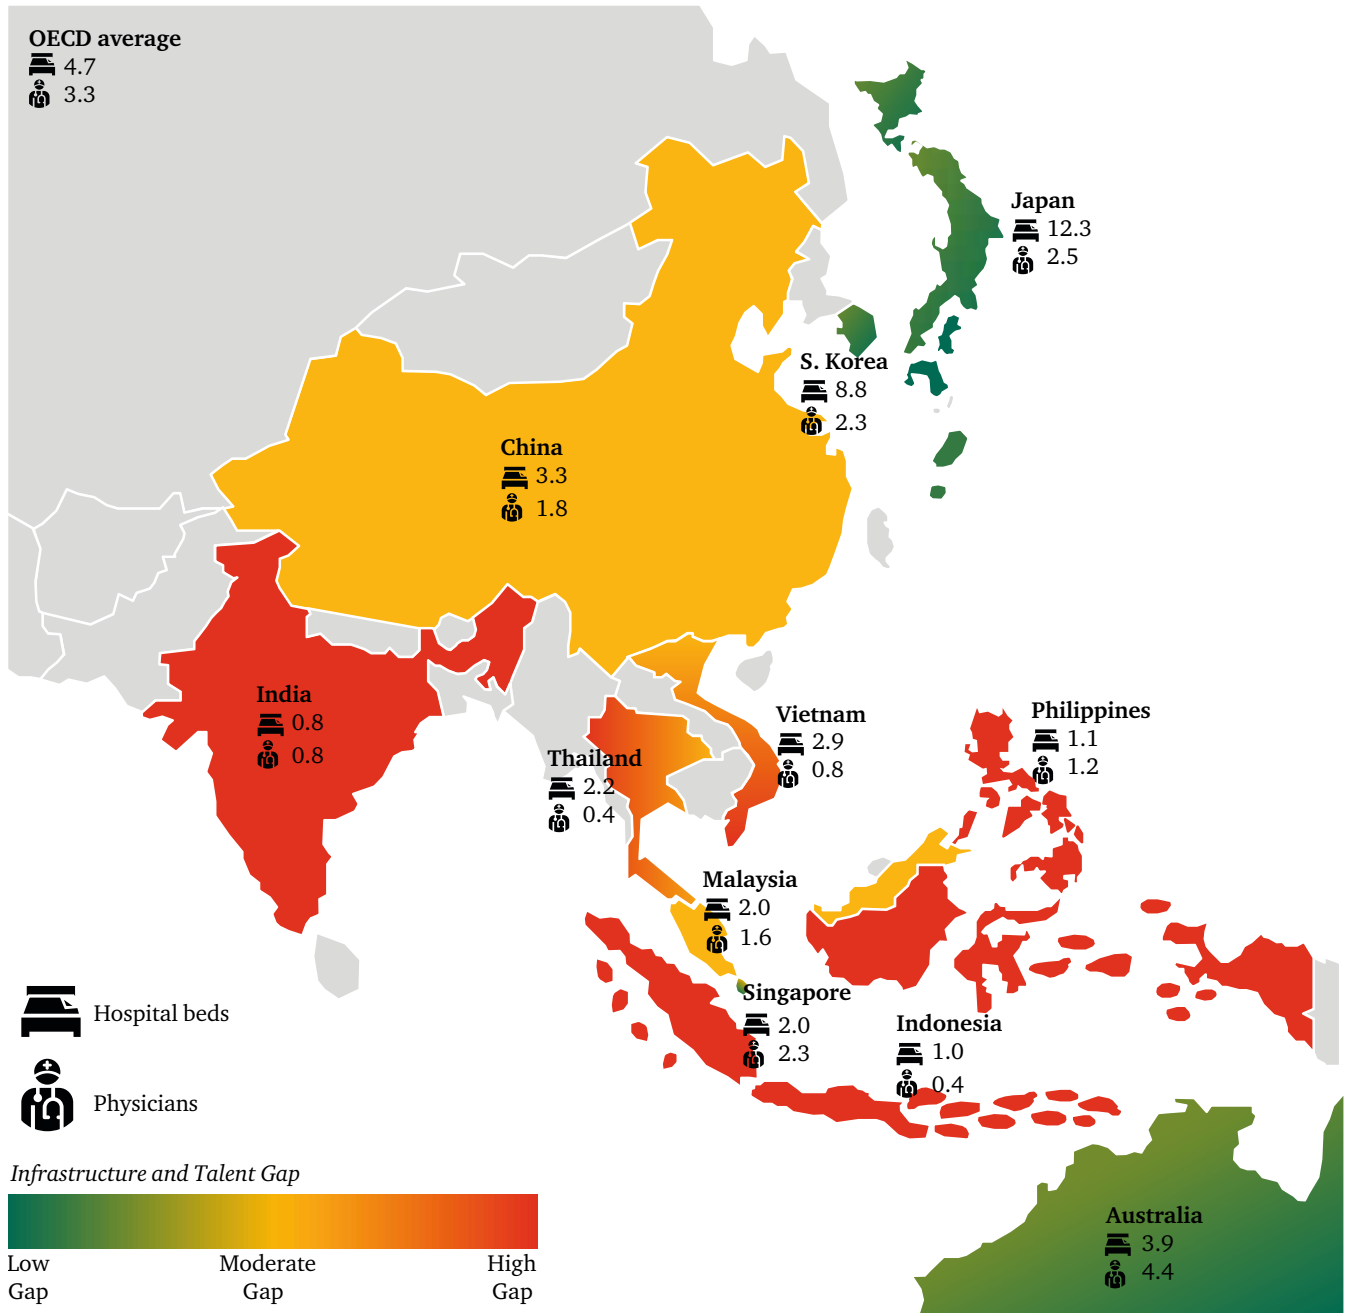 OECD average
4.7
3.3
Japan
12.3
2.5
S. Korea
8.8
2.3
China
3.3
1.8
India
0.8
0.8
Thailand
2.2
0.4
Vietnam
2.9
0.8
Philippines
1.1
1.2
Malaysia
2.0
1.6
Singapore
2.0
2.3
Indonesia
1.0
0.4
Australia
3.9
4.4
Hospital beds
Physicians
Infrastructure and Talent Gap
Low Gap
Moderate Gap
High Gap